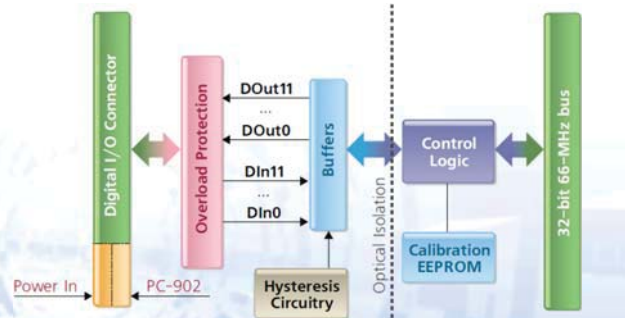 Digital I/O Connector
Power In
PC-902
Overload Protection
DOut11
...
DOut0
DIn11
...
DIn0
Buffers
Hysteresis
Circuitry
Optical Isolation
Control
Logic
Calibration
EEPROM
32-bit 66-MHz bus